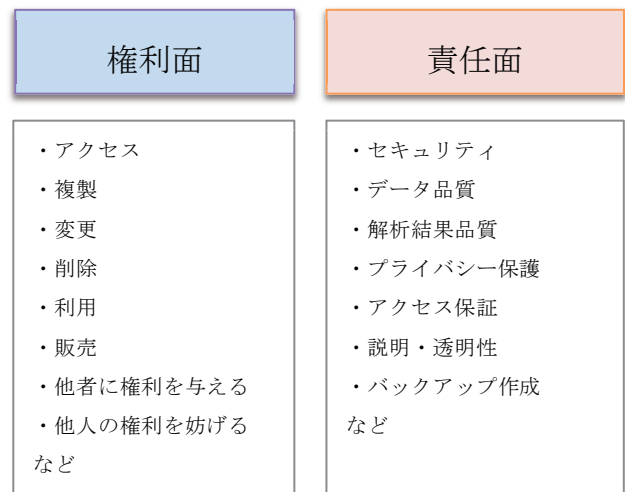 権利面
・アクセス
・複製
・変更
・削除
・利用
・販売
・他者に権利を与える
・他人の権利を妨げる
など
責任面
・セキュリティ
・データ品質
・解析結果品質
・プライバシー保護
・アクセス保証
・説明・透明性
・バックアップ作成
など